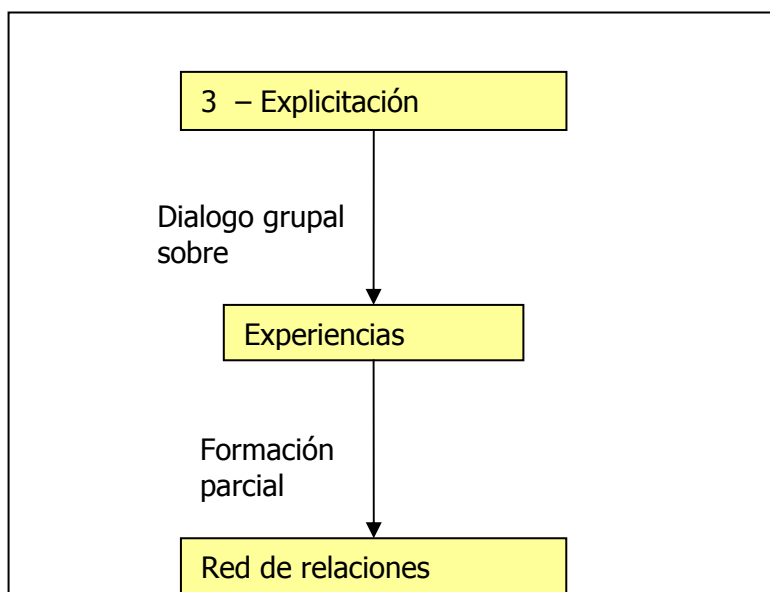 3 – Explicitación
Dialogo grupal
sobre
Experiencias
Formación
parcial
Red de relaciones